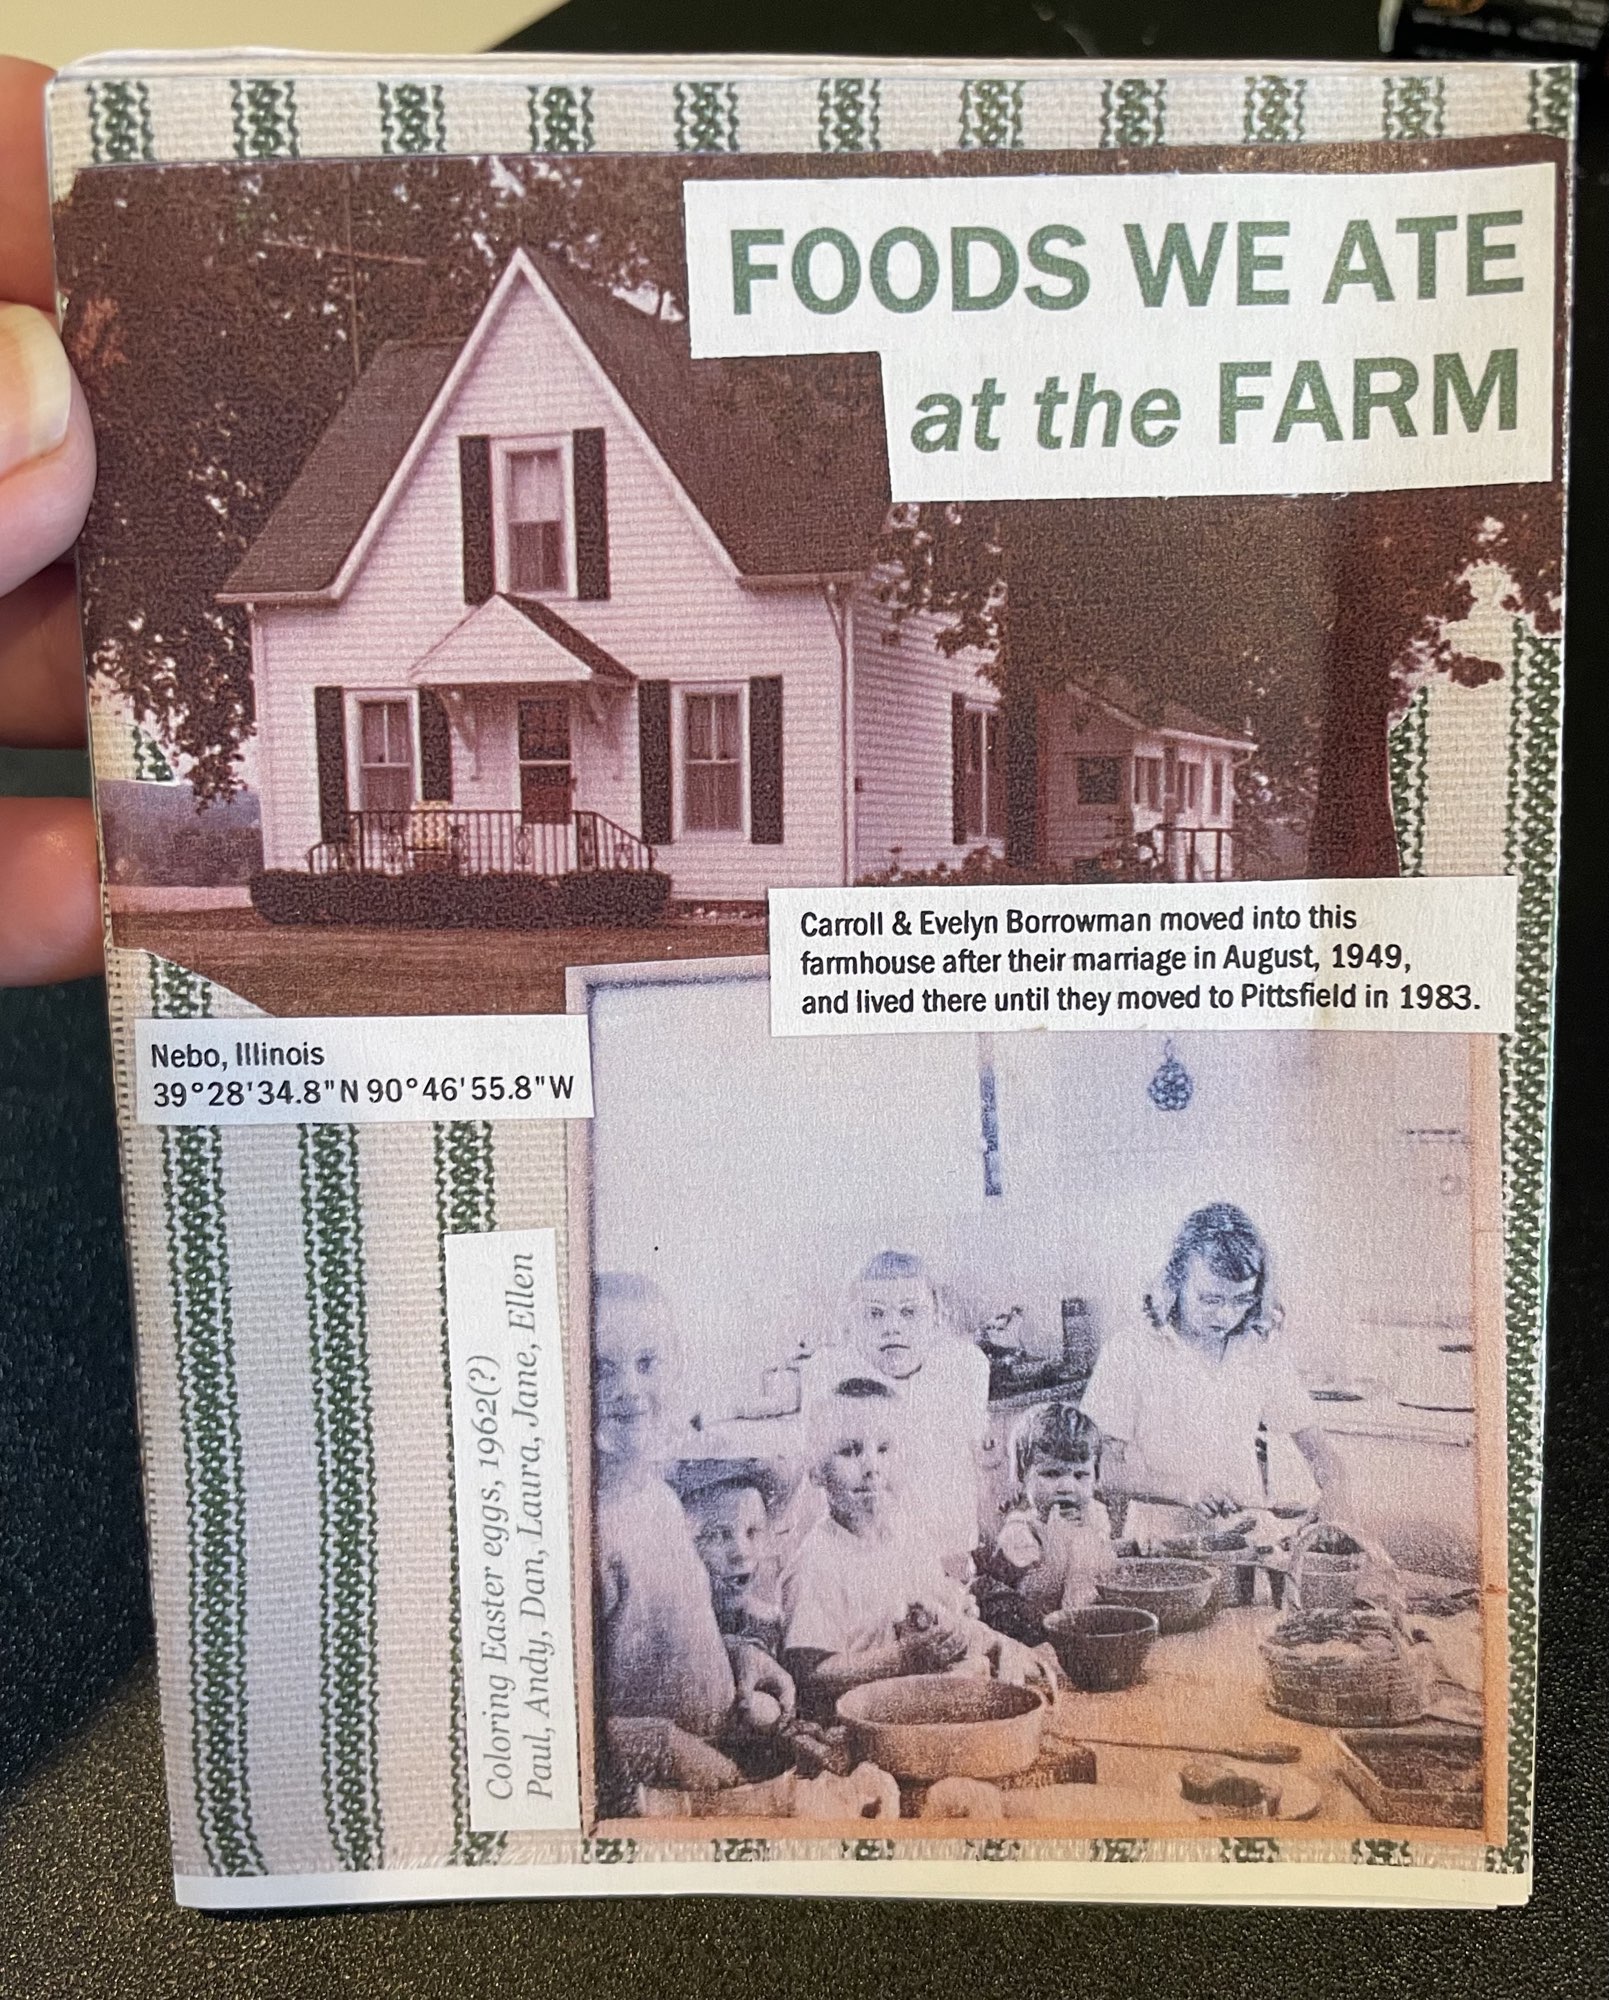 FOODS WE ATE
at the FARM
Carroll & Evelyn Borrowman moved into this
farmhouse after their marriage in August, 1949,
and lived there until they moved to Pittsfield in 1983.
Nebo, Illinois
39°28'34.8"N 90°46'55.8"W
Coloring Easter eggs, 1962(?)
Paul, Andy, Dan, Laura, Jane, Ellen